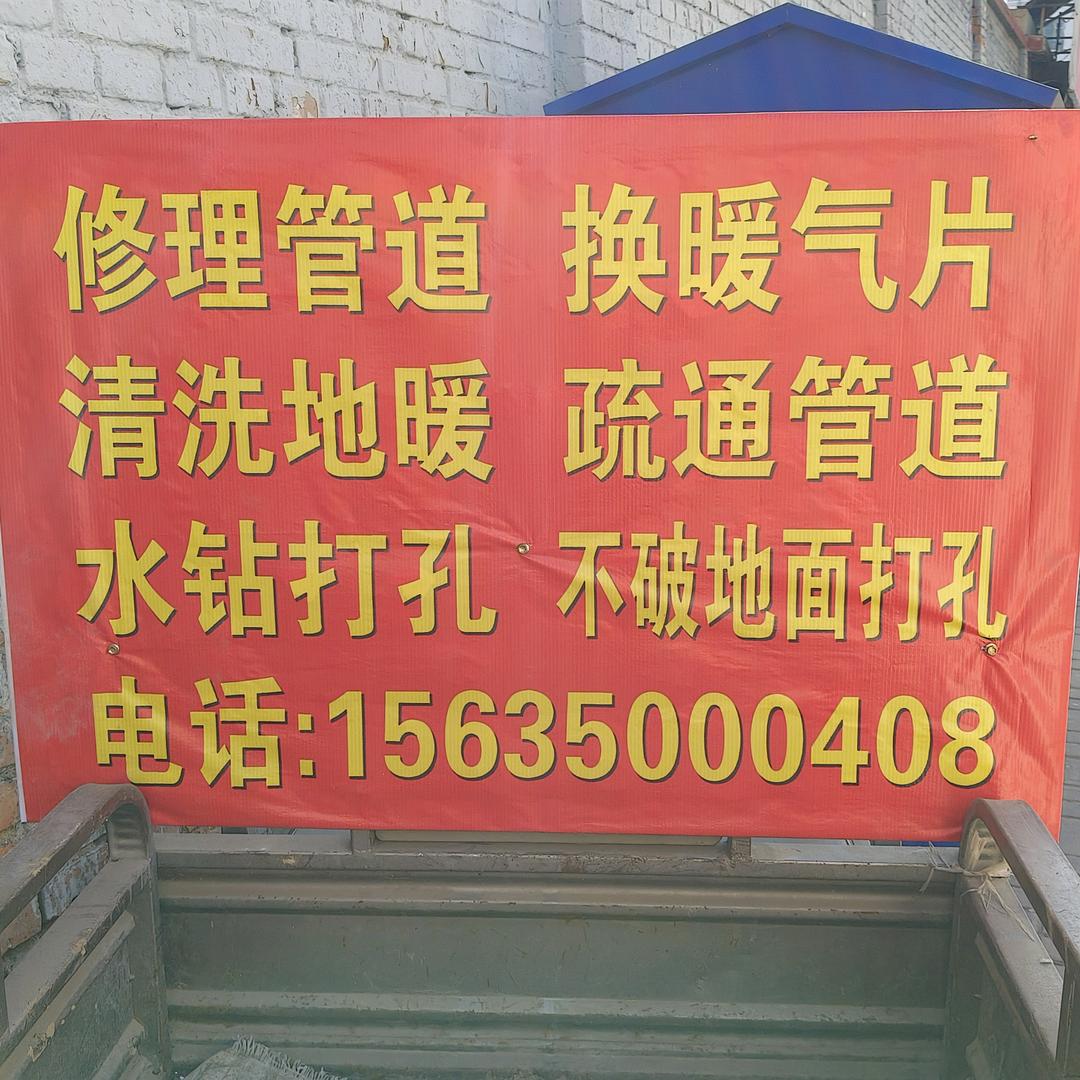 修理管道 换暖气片
清洗地暖 疏通管道
水钻打孔 不破地面打孔
电话:15635000408